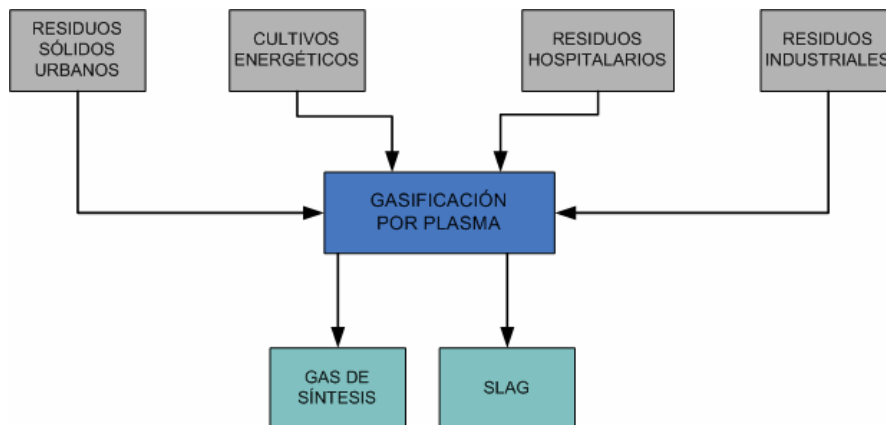 RESIDUOS
SÓLIDOS
URBANOS
CULTIVOS
ENERGÉTICOS
RESIDUOS
HOSPITALARIOS
RESIDUOS
INDUSTRIALES
GASIFICACIÓN
POR PLASMA
GAS DE
SÍNTESIS
SLAG